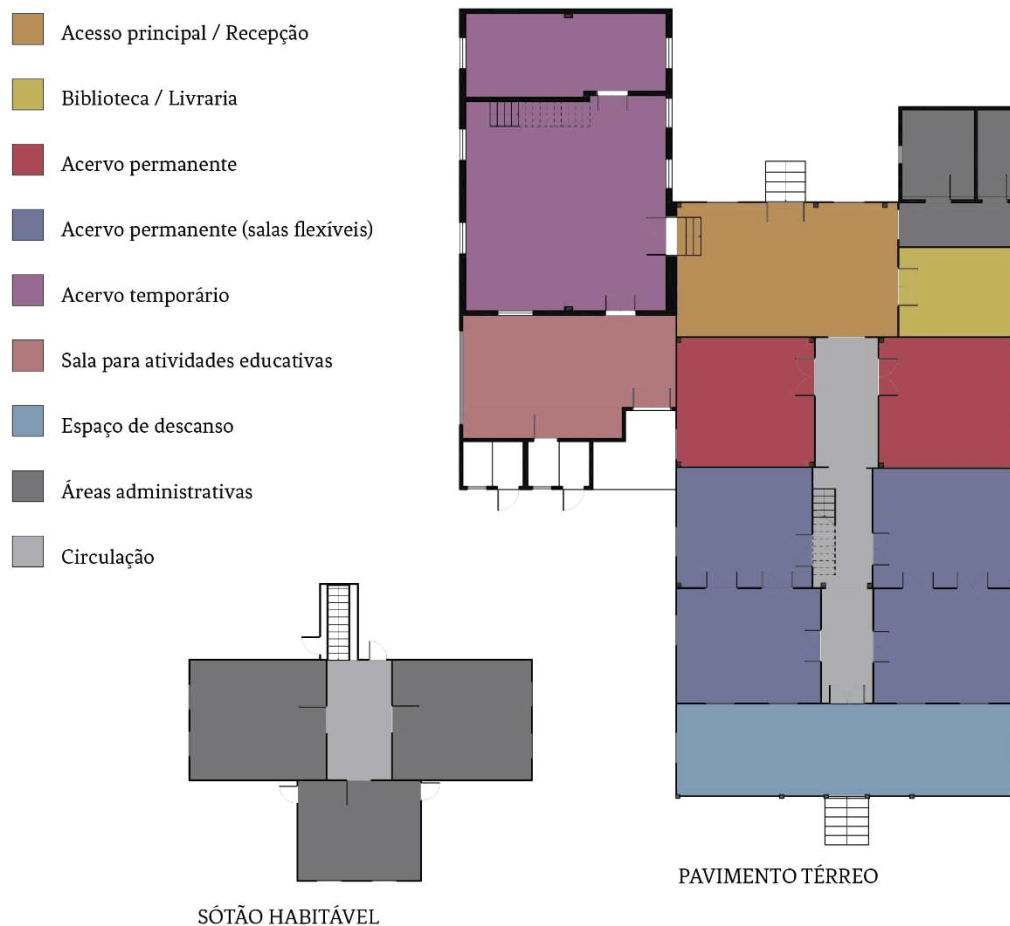 Acesso principal / Recepção
Biblioteca / Livraria
Acervo permanente
Acervo permanente (salas flexíveis)
Acervo temporário
Sala para atividades educativas
Espaço de descanso
Áreas administrativas
Circulação
PAVIMENTO TÉRREO
SÓTÃO HABITÁVEL